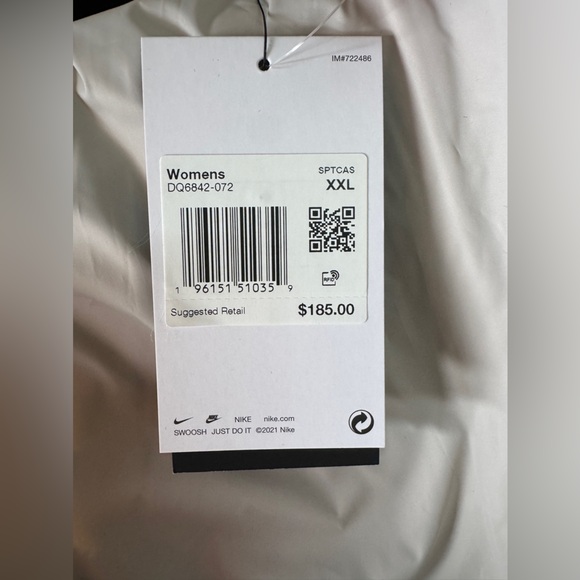 IM#722486
Womens SPTCAS
DQ6842-072 XXL
1 96151 51035 9
RFID
Suggested Retail $185.00
NIKE nike.com
SWOOSH JUST DO IT ©2021 Nike